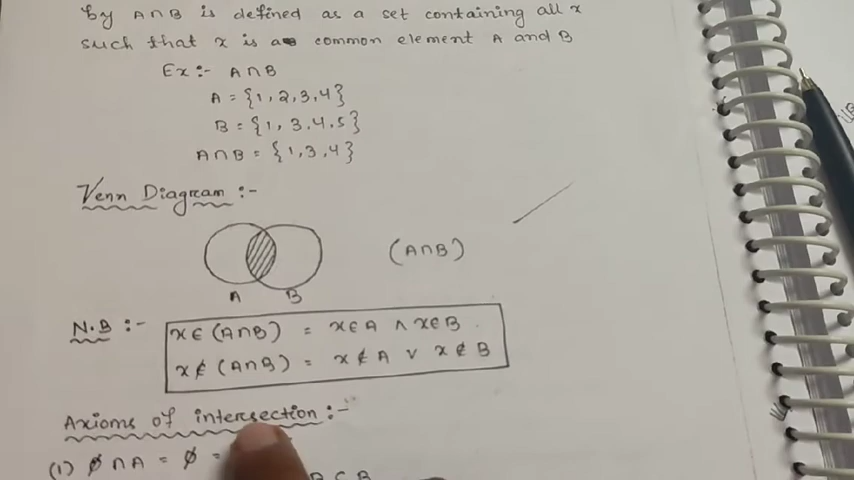 by A∩B is defined as a set containing all x
such that x is a common element A and B
Ex:- A∩B
A = {1, 2, 3, 4}
B = {1, 3, 4, 5}
A∩B = {1, 3, 4}
Venn Diagram :-
(A∩B)
A B
N.B :-
x ∈ (A∩B) = x∈A ∧ x∈B
x ∉ (A∩B) = x ∉ A ∨ x ∉ B
Axioms of intersection :-
(1) ∅ ∩ A = ∅ =